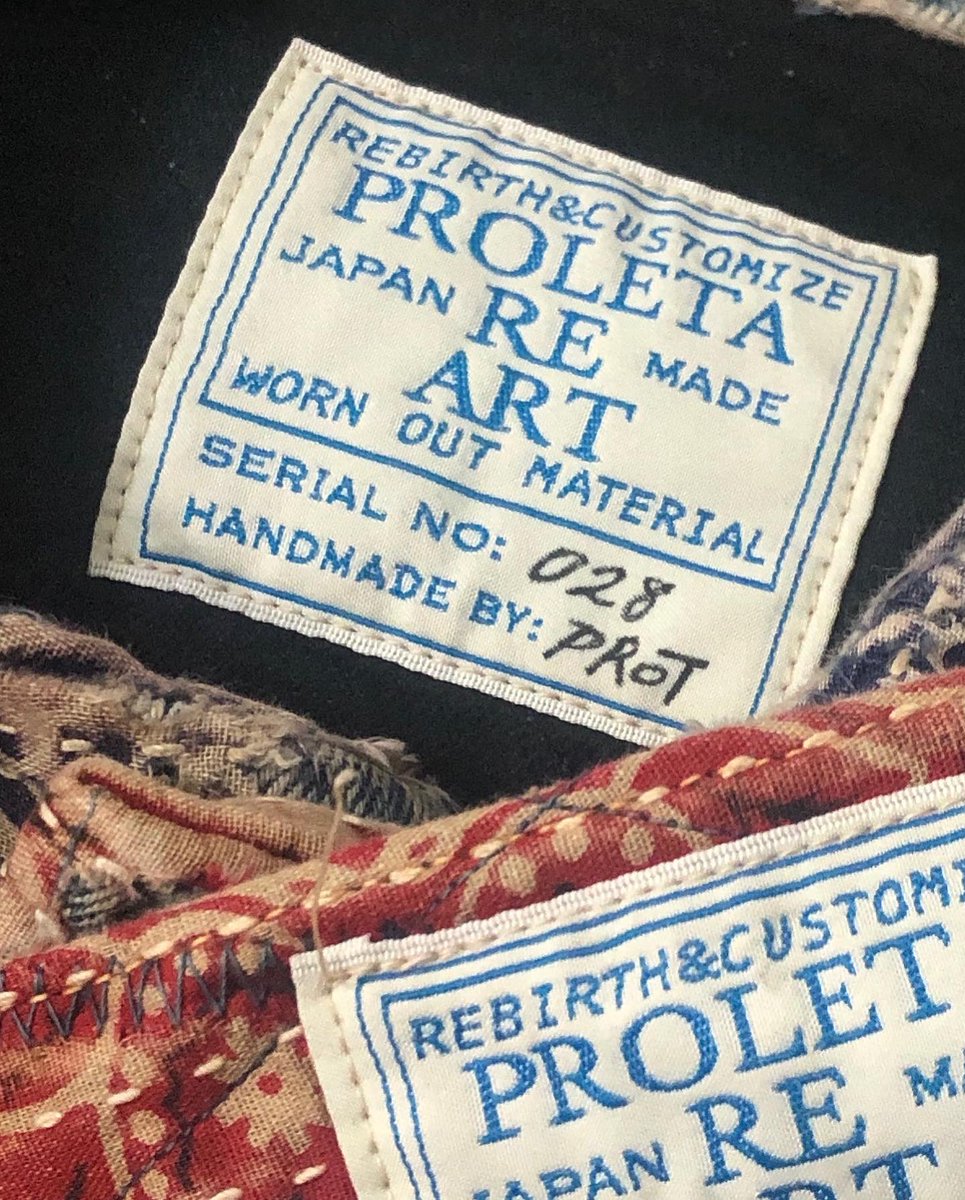 REBIRTH&CUSTOMIZE
PROLETA
JAPAN RE MADE
ART
WORN OUT MATERIAL
SERIAL NO: 028
HANDMADE BY: PROT
REBIRTH&CUSTOMI
PROLET
JAPAN RE